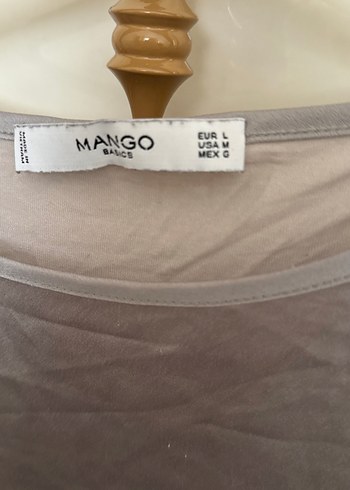 MANGO
BASICS
EUR L
USA M
MEX G